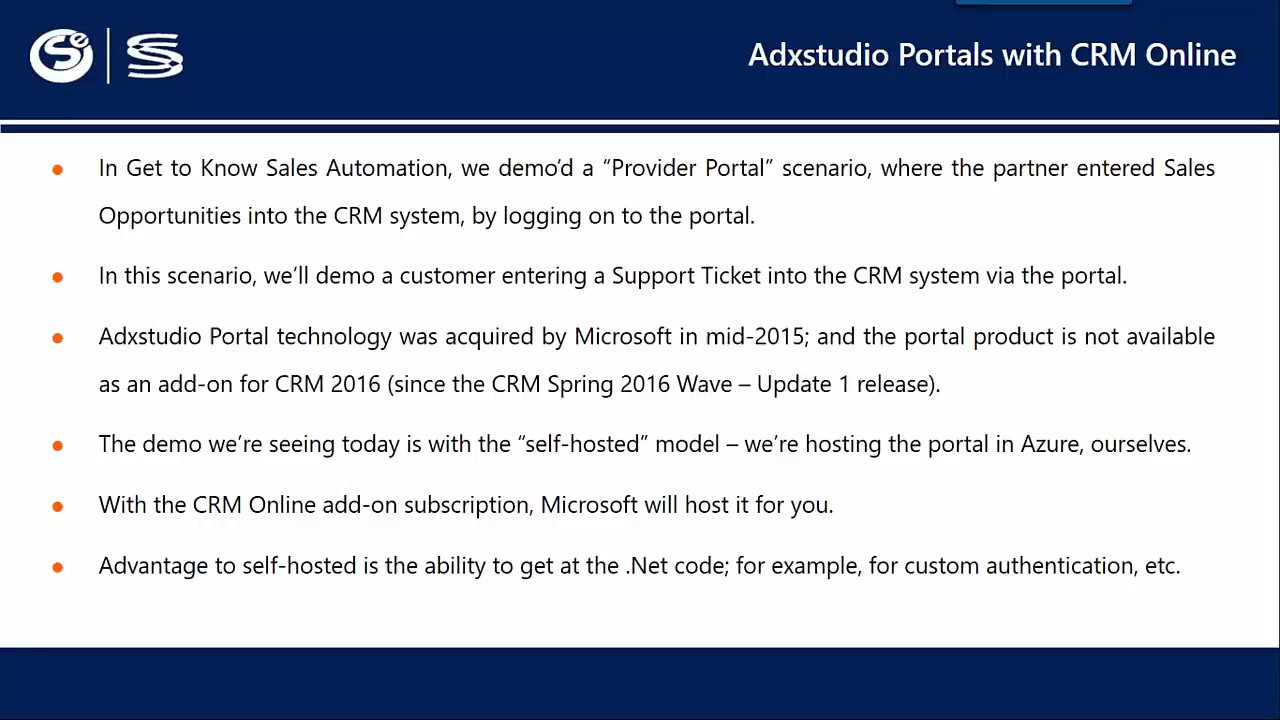 Adxstudio Portals with CRM Online
In Get to Know Sales Automation, we demo’d a “Provider Portal” scenario, where the partner entered Sales
Opportunities into the CRM system, by logging on to the portal.
In this scenario, we’ll demo a customer entering a Support Ticket into the CRM system via the portal.
Adxstudio Portal technology was acquired by Microsoft in mid-2015; and the portal product is not available
as an add-on for CRM 2016 (since the CRM Spring 2016 Wave – Update 1 release).
The demo we’re seeing today is with the “self-hosted” model – we’re hosting the portal in Azure, ourselves.
With the CRM Online add-on subscription, Microsoft will host it for you.
Advantage to self-hosted is the ability to get at the .Net code; for example, for custom authentication, etc.